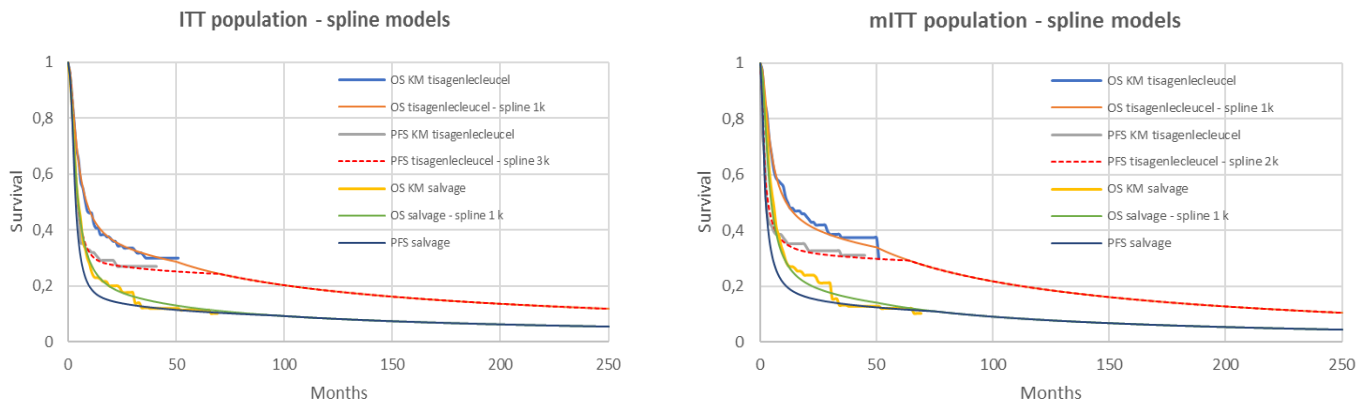 ITT population - spline models
1
0,8
0,6
0,4
0,2
0
Survival
0
50
100
150
200
250
Months
OS KM tisagenlecleucel
OS tisagenlecleucel - spline 1k
PFS KM tisagenlecleucel
PFS tisagenlecleucel - spline 3k
OS KM salvage
OS salvage - spline 1 k
PFS salvage
mITT population - spline models
1
0,8
0,6
0,4
0,2
0
Survival
0
50
100
150
200
250
Months
OS KM tisagenlecleucel
OS tisagenlecleucel - spline 1k
PFS KM tisagenlecleucel
PFS tisagenlecleucel - spline 2k
OS KM salvage
OS salvage - spline 1 k
PFS salvage